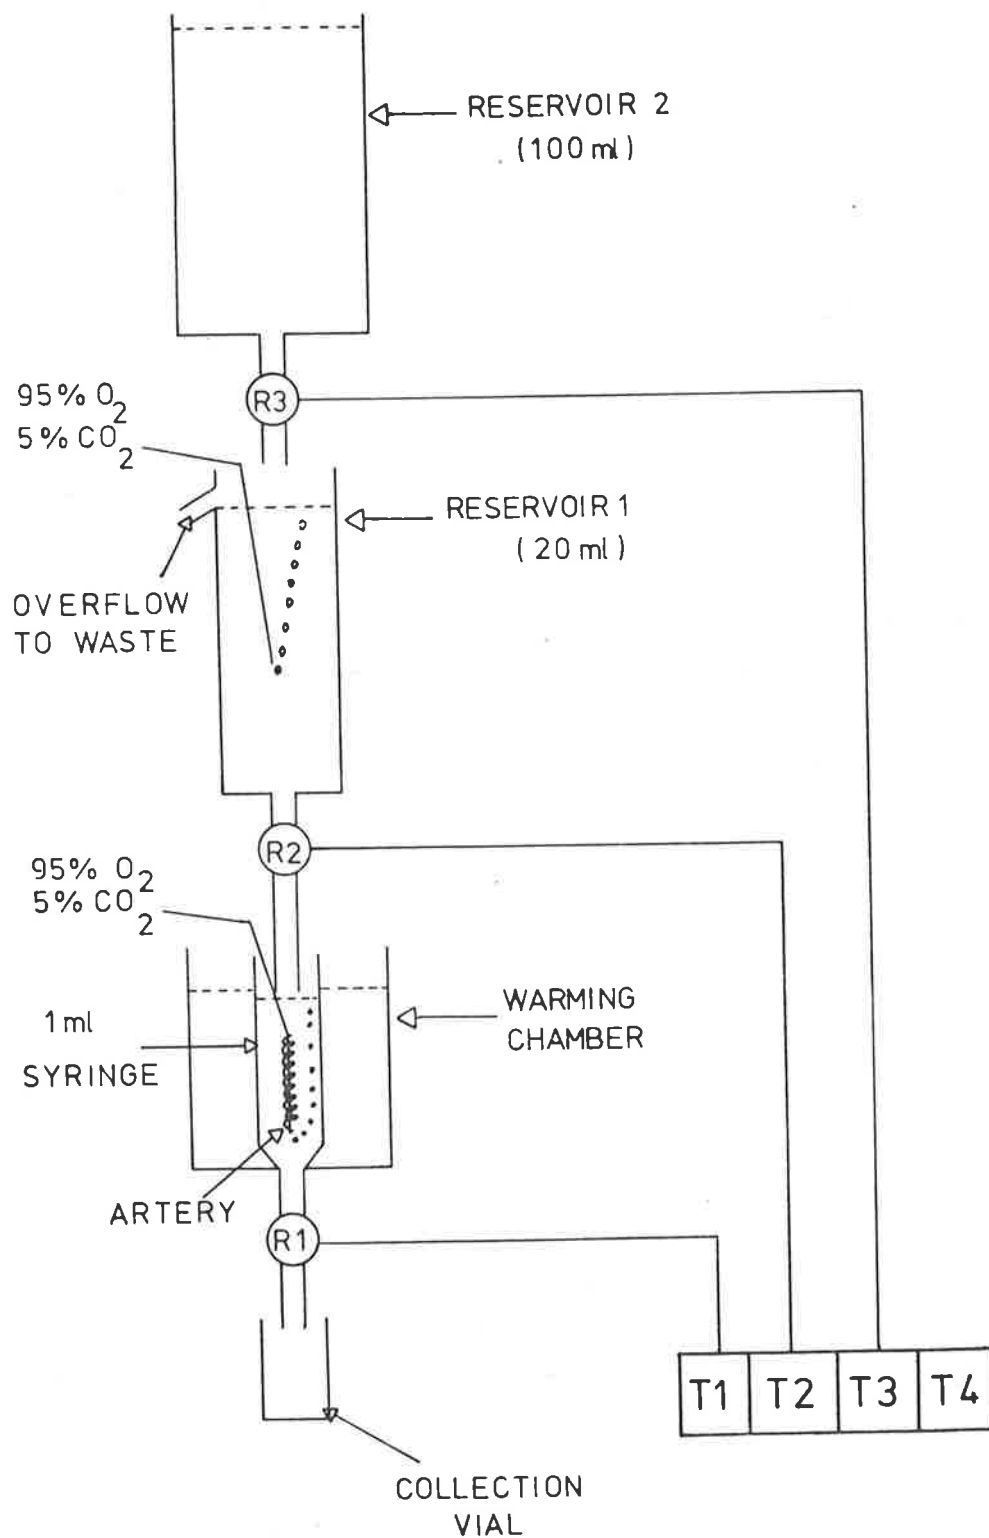 RESERVOIR 2
(100 ml)
95% O2
5% CO2
R3
RESERVOIR 1
(20 ml)
OVERFLOW
TO WASTE
R2
95% O2
5% CO2
WARMING
CHAMBER
1 ml
SYRINGE
ARTERY
R1
T1 T2 T3 T4
COLLECTION
VIAL